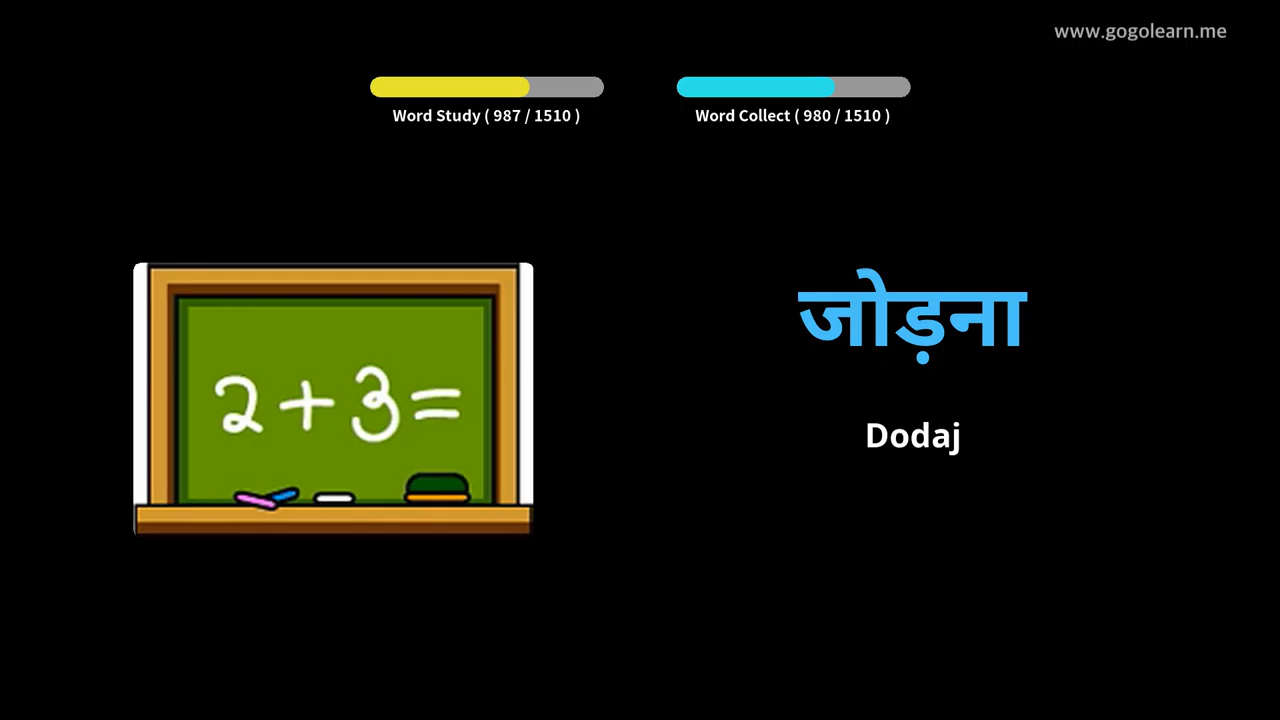 www.gogolearn.me
Word Study ( 987 / 1510 )
Word Collect ( 980 / 1510 )
2+3=
जोड़ना
Dodaj